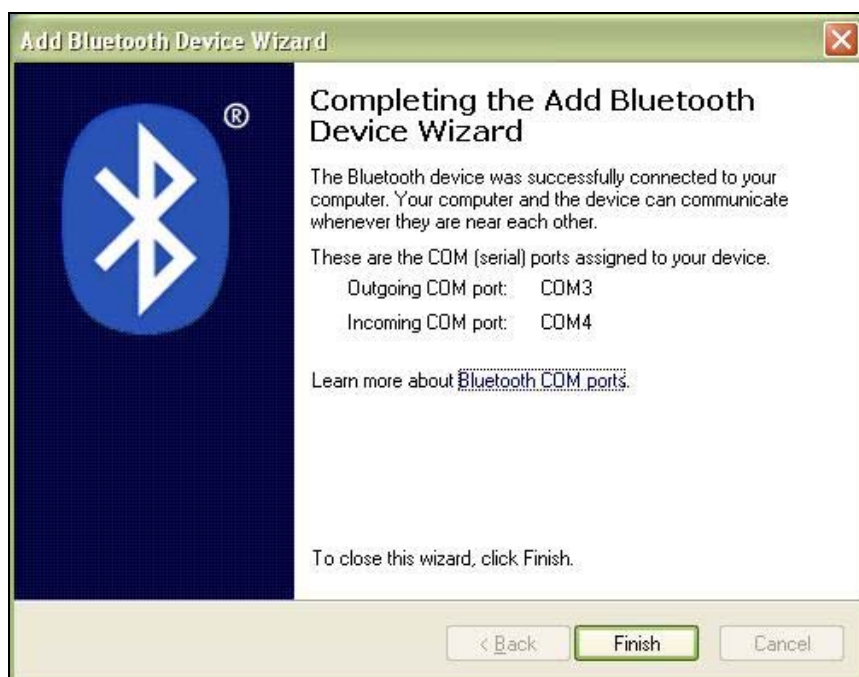 Add Bluetooth Device Wizard
®
Completing the Add Bluetooth
Device Wizard
The Bluetooth device was successfully connected to your
computer. Your computer and the device can communicate
whenever they are near each other.
These are the COM (serial) ports assigned to your device.
Outgoing COM port: COM3
Incoming COM port: COM4
Learn more about Bluetooth COM ports.
To close this wizard, click Finish.
< Back Finish Cancel